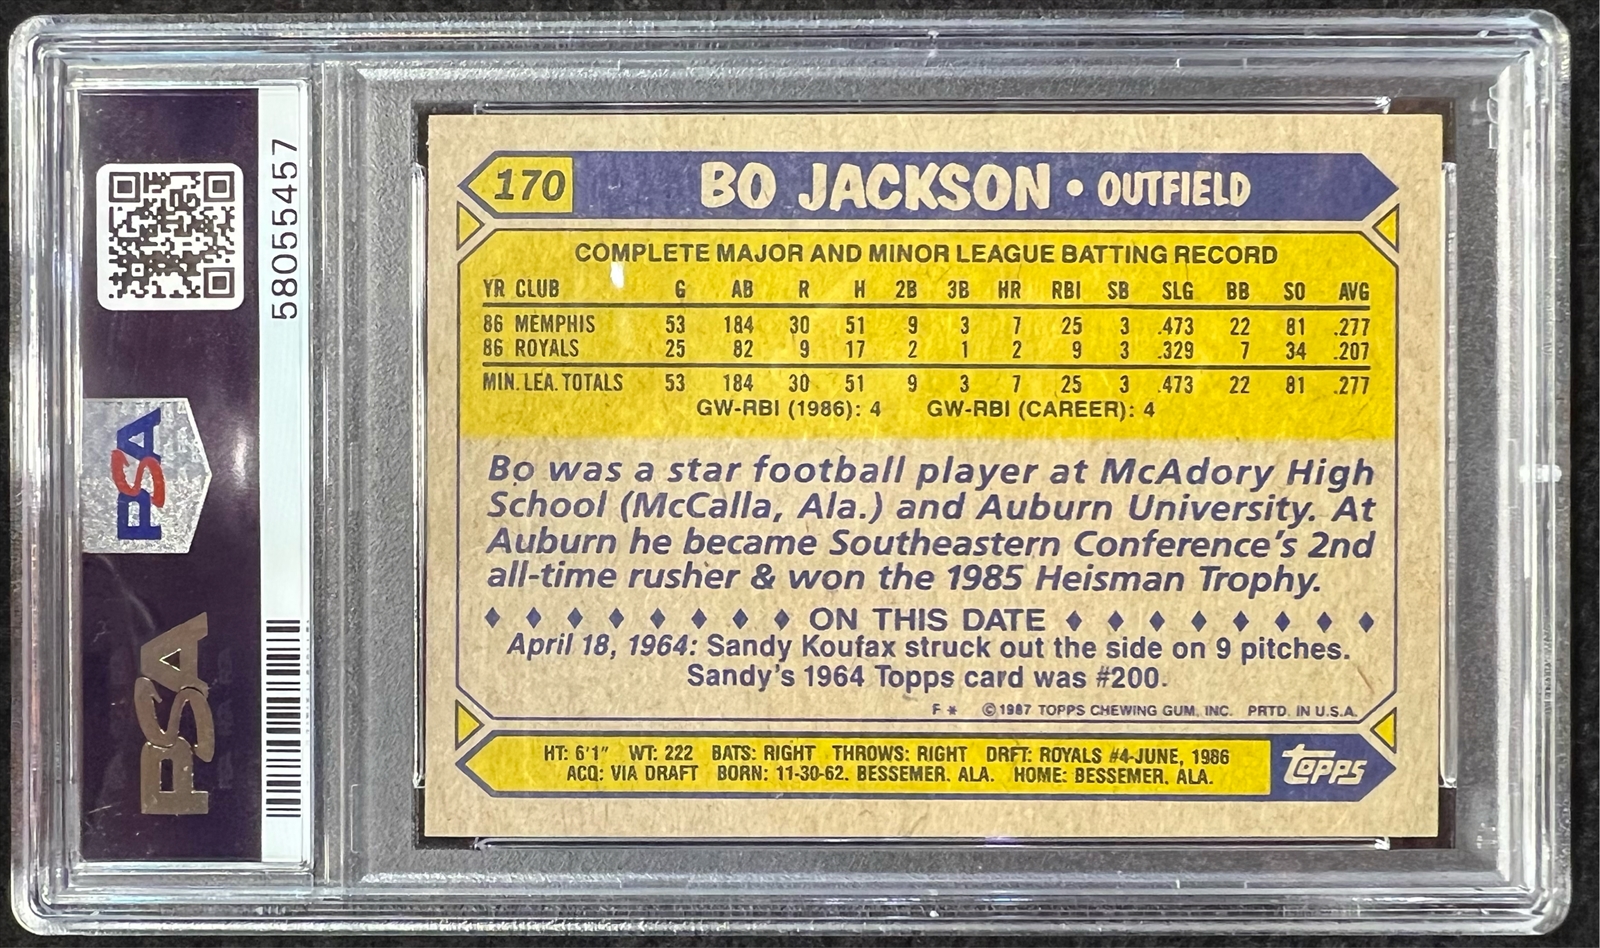 58055457
PSA
PSA
170 BO JACKSON • OUTFIELD
COMPLETE MAJOR AND MINOR LEAGUE BATTING RECORD
YR CLUB G AB R H 2B 3B HR RBI SB SLG BB SO AVG
86 MEMPHIS 53 184 30 51 9 3 7 25 3 .473 22 81 .277
86 ROYALS 25 82 9 17 2 1 2 9 3 .329 7 34 .207
MIN. LEA. TOTALS 53 184 30 51 9 3 7 25 3 .473 22 81 .277
GW-RBI (1986): 4 GW-RBI (CAREER): 4
Bo was a star football player at McAdory High
School (McCalla, Ala.) and Auburn University. At
Auburn he became Southeastern Conference's 2nd
all-time rusher & won the 1985 Heisman Trophy.
♦ ♦ ♦ ♦ ♦ ♦ ♦ ♦ ON THIS DATE ♦ ♦ ♦ ♦ ♦ ♦ ♦ ♦
April 18, 1964: Sandy Koufax struck out the side on 9 pitches.
Sandy's 1964 Topps card was #200.
F * ©1987 TOPPS CHEWING GUM, INC. PRTD. IN U.S.A.
HT: 6'1" WT: 222 BATS: RIGHT THROWS: RIGHT DRFT: ROYALS #4-JUNE, 1986
ACQ: VIA DRAFT BORN: 11-30-62, BESSEMER, ALA. HOME: BESSEMER, ALA.
topps